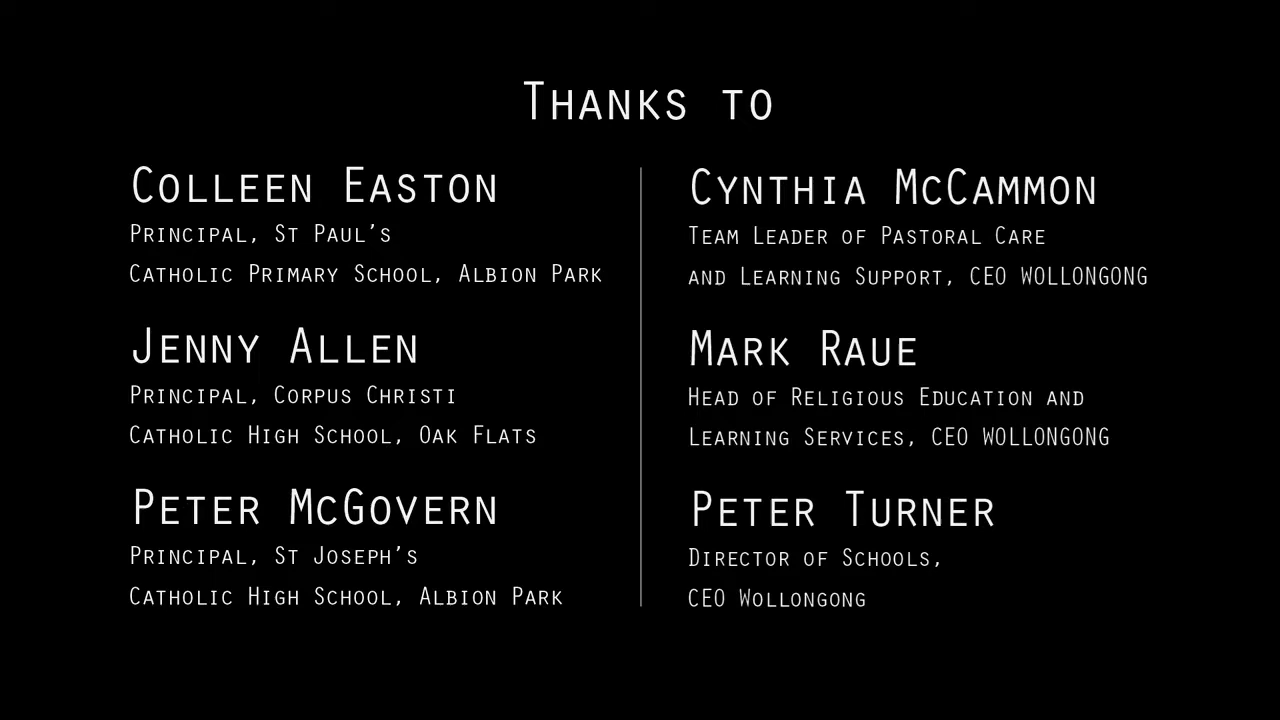 Thanks to
Colleen Easton
Principal, St Paul's
Catholic Primary School, Albion Park
Jenny Allen
Principal, Corpus Christi
Catholic High School, Oak Flats
Peter McGovern
Principal, St Joseph's
Catholic High School, Albion Park
Cynthia McCammon
Team Leader of Pastoral Care
and Learning Support, CEO WOLLONGONG
Mark Raue
Head of Religious Education and
Learning Services, CEO WOLLONGONG
Peter Turner
Director of Schools,
CEO Wollongong